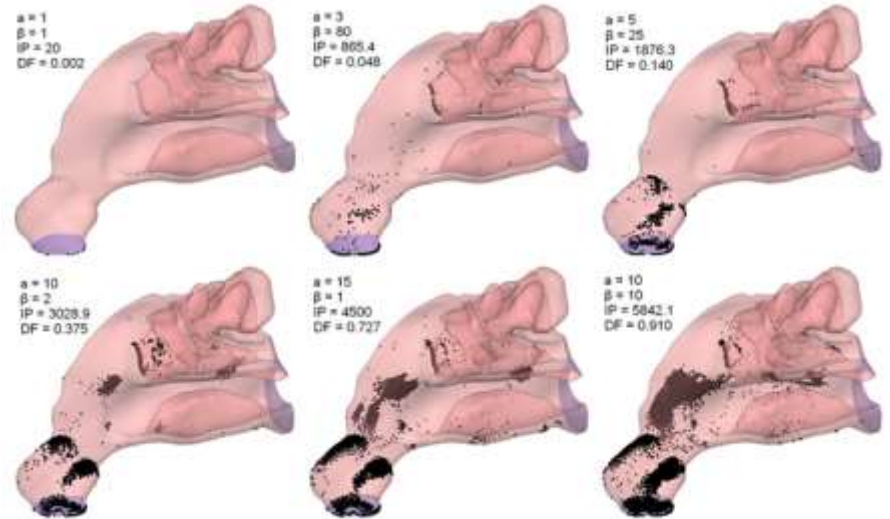 a = 1
β = 1
IP = 20
DF = 0.002
a = 3
β = 80
IP = 865.4
DF = 0.048
a = 5
β = 25
IP = 1876.3
DF = 0.140
a = 10
β = 2
IP = 3028.9
DF = 0.375
a = 15
β = 1
IP = 4500
DF = 0.727
a = 10
β = 10
IP = 5842.1
DF = 0.910